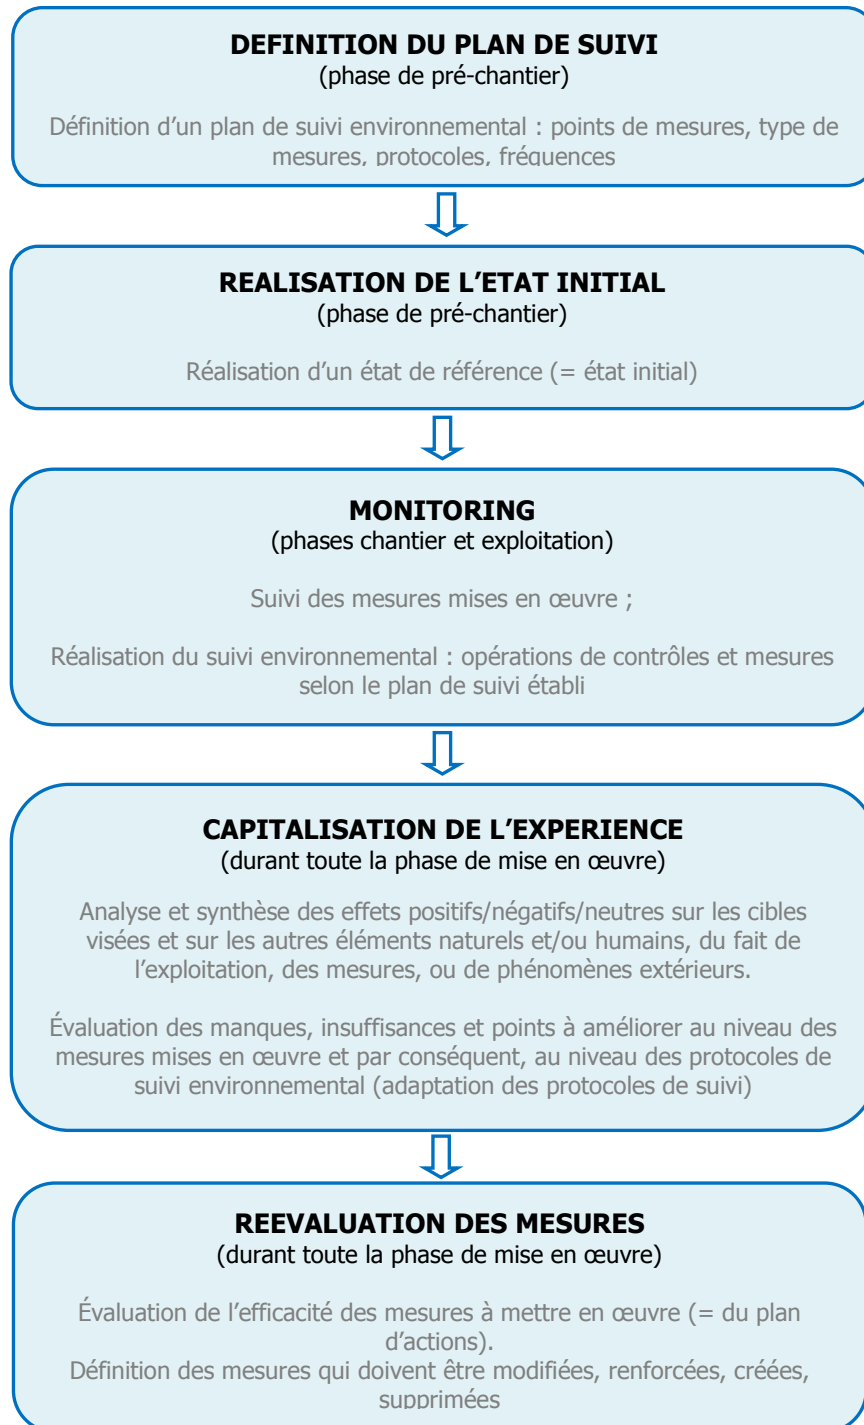 DEFINITION DU PLAN DE SUIVI
(phase de pré-chantier)
Définition d’un plan de suivi environnemental : points de mesures, type de
mesures, protocoles, fréquences
REALISATION DE L’ETAT INITIAL
(phase de pré-chantier)
Réalisation d’un état de référence (= état initial)
MONITORING
(phases chantier et exploitation)
Suivi des mesures mises en œuvre ;
Réalisation du suivi environnemental : opérations de contrôles et mesures
selon le plan de suivi établi
CAPITALISATION DE L’EXPERIENCE
(durant toute la phase de mise en œuvre)
Analyse et synthèse des effets positifs/négatifs/neutres sur les cibles
visées et sur les autres éléments naturels et/ou humains, du fait de
l’exploitation, des mesures, ou de phénomènes extérieurs.
Évaluation des manques, insuffisances et points à améliorer au niveau des
mesures mises en œuvre et par conséquent, au niveau des protocoles de
suivi environnemental (adaptation des protocoles de suivi)
REEVALUATION DES MESURES
(durant toute la phase de mise en œuvre)
Évaluation de l’efficacité des mesures à mettre en œuvre (= du plan
d’actions).
Définition des mesures qui doivent être modifiées, renforcées, créées,
supprimées